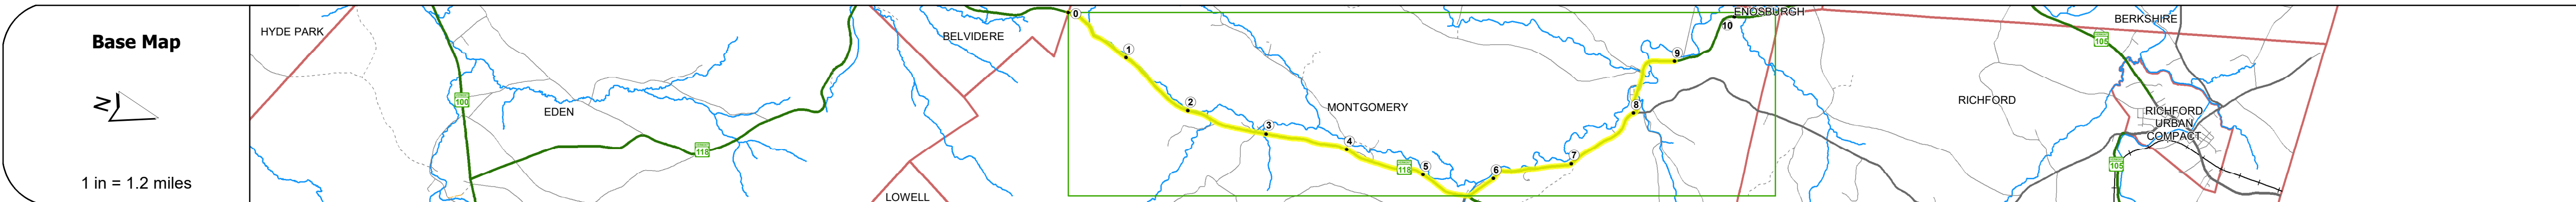 Base Map
N
1 in = 1.2 miles
HYDE PARK
100
EDEN
118
BELVIDERE
LOWELL
0
1
2
3
4
118
5
6
7
8
9
10
MONTGOMERY
ENOSBURGH
RICHFORD
BERKSHIRE
105
RICHFORD
URBAN
COMPACT
105